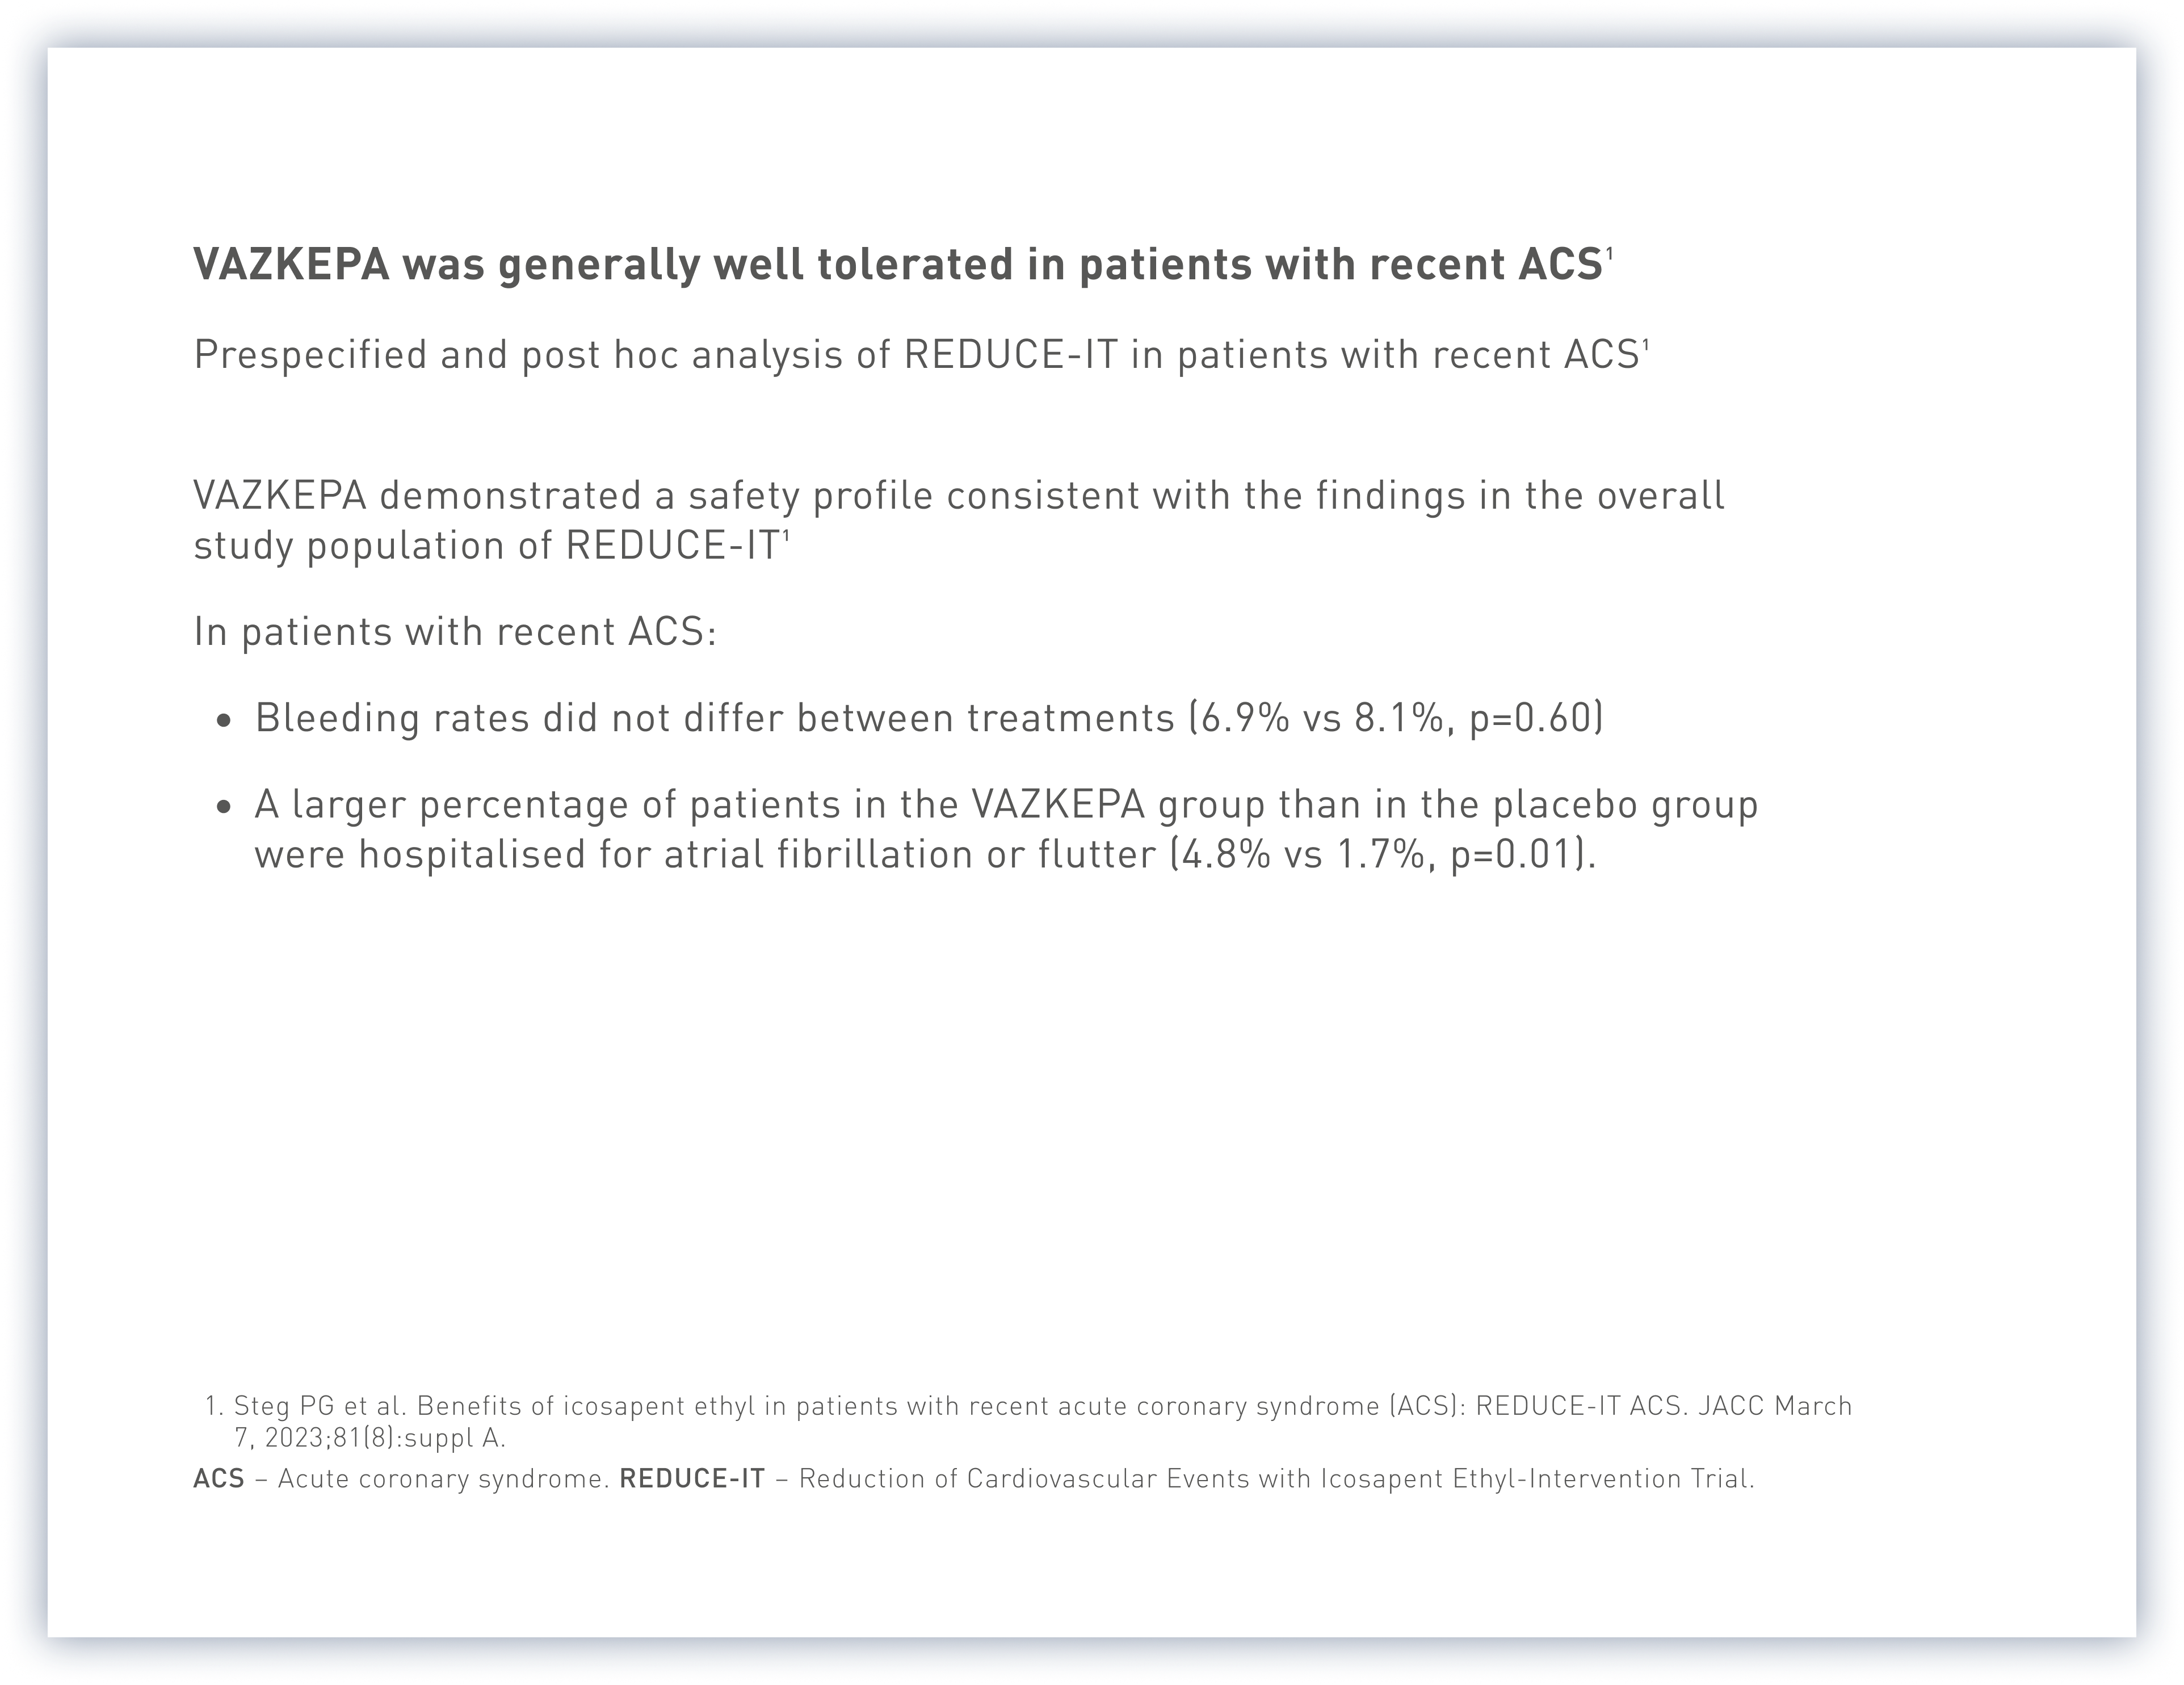 VAZKEPA was generally well tolerated in patients with recent ACS¹
Prespecified and post hoc analysis of REDUCE-IT in patients with recent ACS¹
VAZKEPA demonstrated a safety profile consistent with the findings in the overall
study population of REDUCE-IT¹
In patients with recent ACS:
• Bleeding rates did not differ between treatments (6.9% vs 8.1%, p=0.60)
• A larger percentage of patients in the VAZKEPA group than in the placebo group
were hospitalised for atrial fibrillation or flutter (4.8% vs 1.7%, p=0.01).
1. Steg PG et al. Benefits of icosapent ethyl in patients with recent acute coronary syndrome (ACS): REDUCE-IT ACS. JACC March
7, 2023;81(8):suppl A.
ACS – Acute coronary syndrome. REDUCE-IT – Reduction of Cardiovascular Events with Icosapent Ethyl-Intervention Trial.